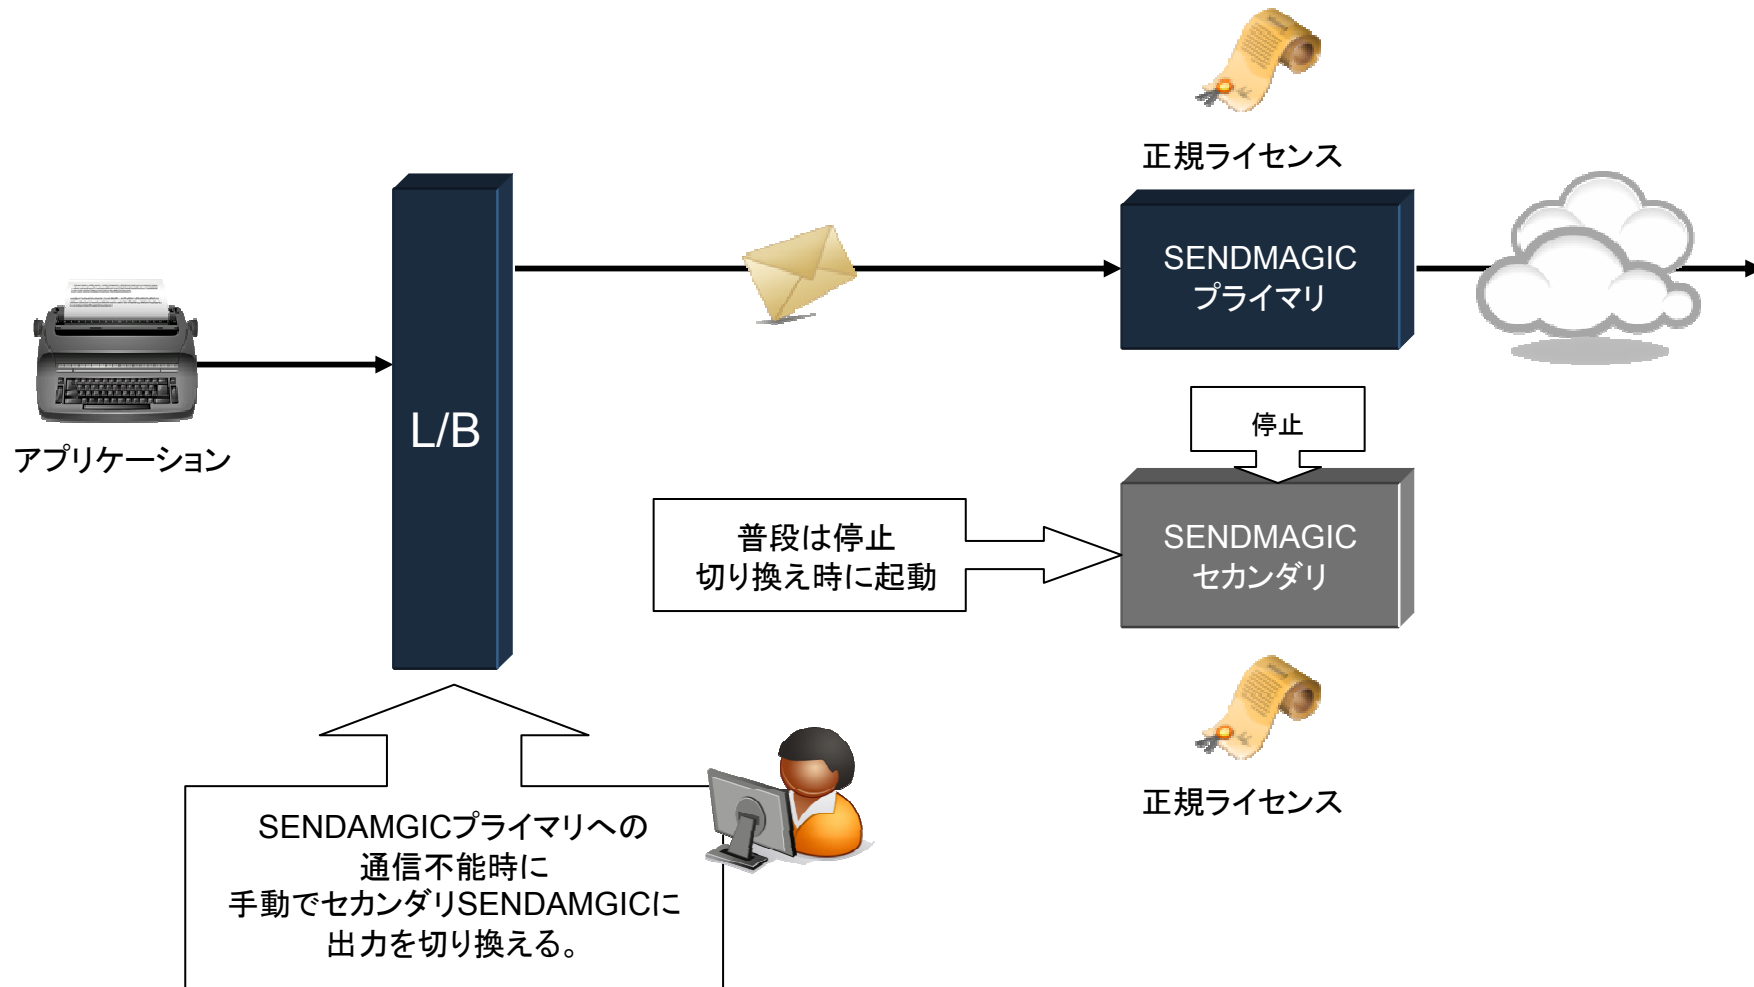 正規ライセンス
SENDMAGIC
プライマリ
L/B
アプリケーション
停止
普段は停止
切り換え時に起動
SENDMAGIC
セカンダリ
正規ライセンス
SENDAMGICプライマリへの
通信不能時に
手動でセカンダリSENDAMGICに
出力を切り換える。